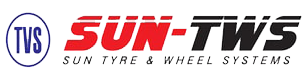 TVS
SUN-TWS
SUN TYRE & WHEEL SYSTEMS